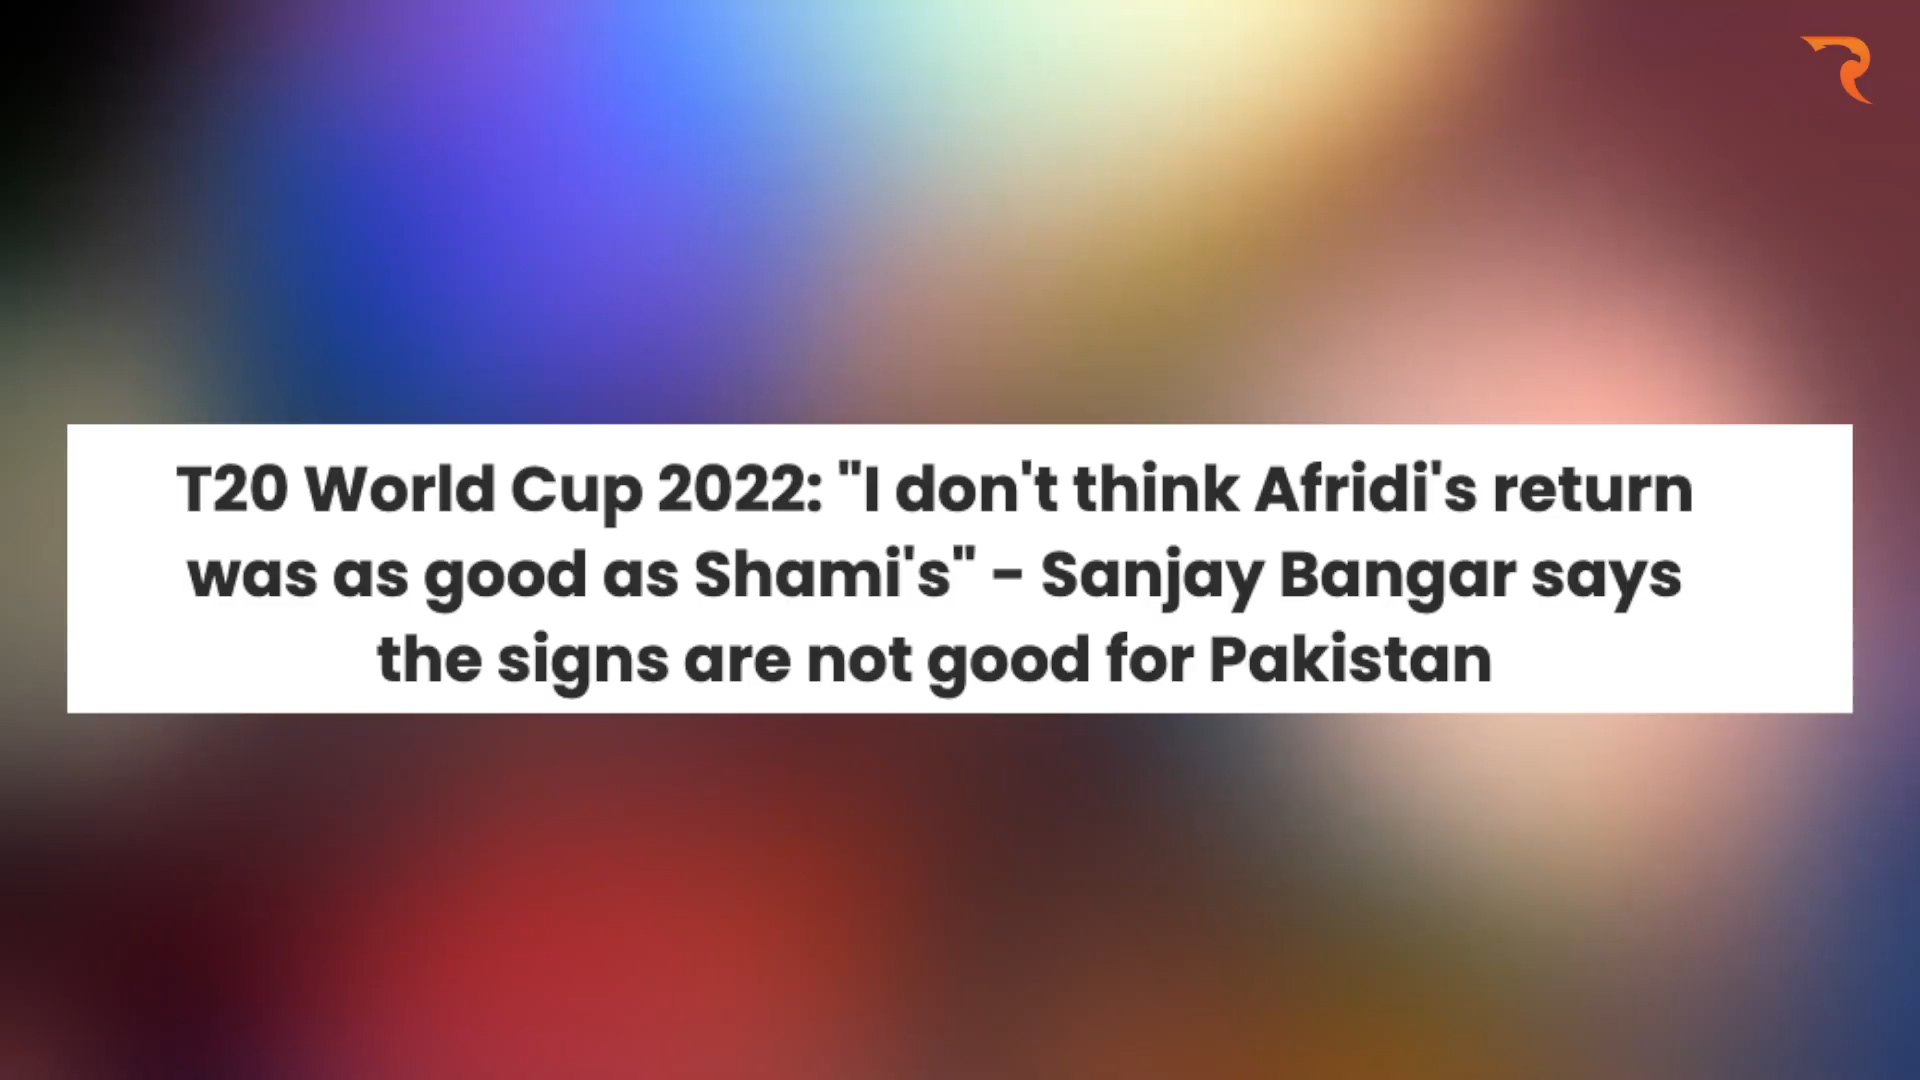 T20 World Cup 2022: "I don't think Afridi's return
was as good as Shami's" - Sanjay Bangar says
the signs are not good for Pakistan